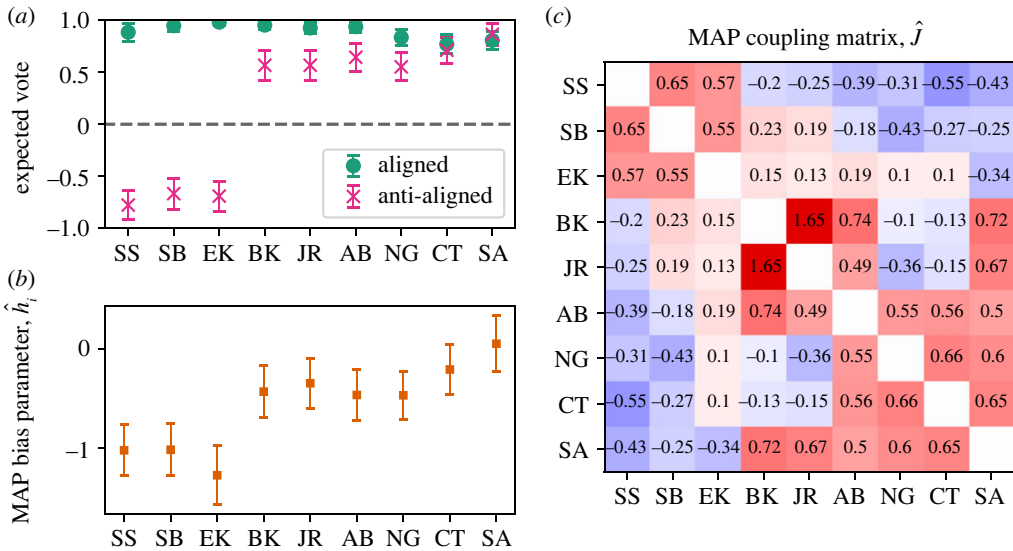 (a)
expected vote
1.0
0.5
0
−0.5
−1.0
aligned
anti-aligned
SS SB EK BK JR AB NG CT SA
(b)
MAP bias parameter, ĥᵢ
0
−1
SS SB EK BK JR AB NG CT SA
(c)
MAP coupling matrix, Ĵ
SS 0.65 0.57 −0.2 −0.25 −0.39 −0.31 −0.55 −0.43
SB 0.65 0.55 0.23 0.19 −0.18 −0.43 −0.27 −0.25
EK 0.57 0.55 0.15 0.13 0.19 0.1 0.1 −0.34
BK −0.2 0.23 0.15 1.65 0.74 −0.1 −0.13 0.72
JR −0.25 0.19 0.13 1.65 0.49 −0.36 −0.15 0.67
AB −0.39 −0.18 0.19 0.74 0.49 0.55 0.56 0.5
NG −0.31 −0.43 0.1 −0.1 −0.36 0.55 0.66 0.6
CT −0.55 −0.27 0.1 −0.13 −0.15 0.56 0.66 0.65
SA −0.43 −0.25 −0.34 0.72 0.67 0.5 0.6 0.65
SS SB EK BK JR AB NG CT SA